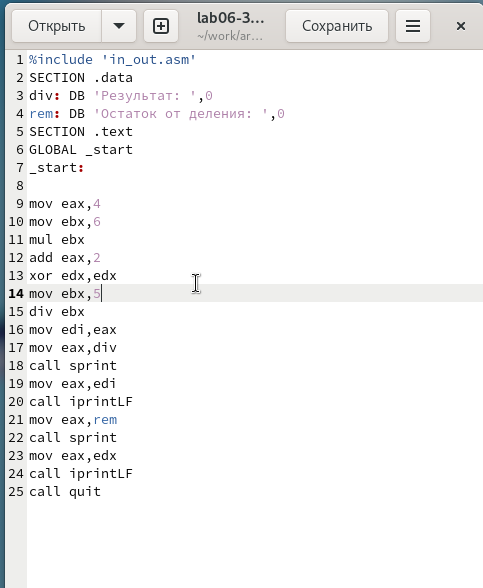 Открыть
lab06-3...
~/work/ar...
Сохранить
1 %include 'in_out.asm'
2 SECTION .data
3 div: DB 'Результат: ',0
4 rem: DB 'Остаток от деления: ',0
5 SECTION .text
6 GLOBAL _start
7 _start:
8
9 mov eax,4
10 mov ebx,6
11 mul ebx
12 add eax,2
13 xor edx,edx
14 mov ebx,5
15 div ebx
16 mov edi,eax
17 mov eax,div
18 call sprint
19 mov eax,edi
20 call iprintLF
21 mov eax,rem
22 call sprint
23 mov eax,edx
24 call iprintLF
25 call quit